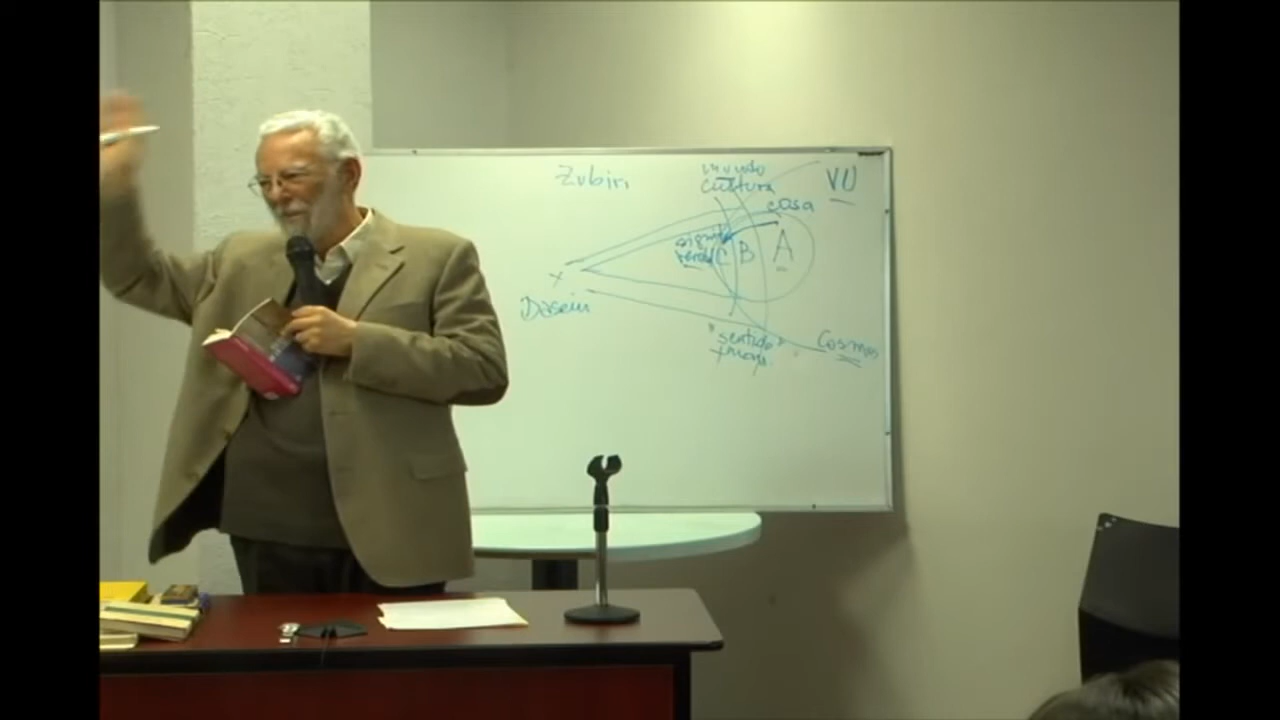 Zubiri
mundo
cultura
VU
cosa
C B A
Dasein
"sentido"
Cosmos